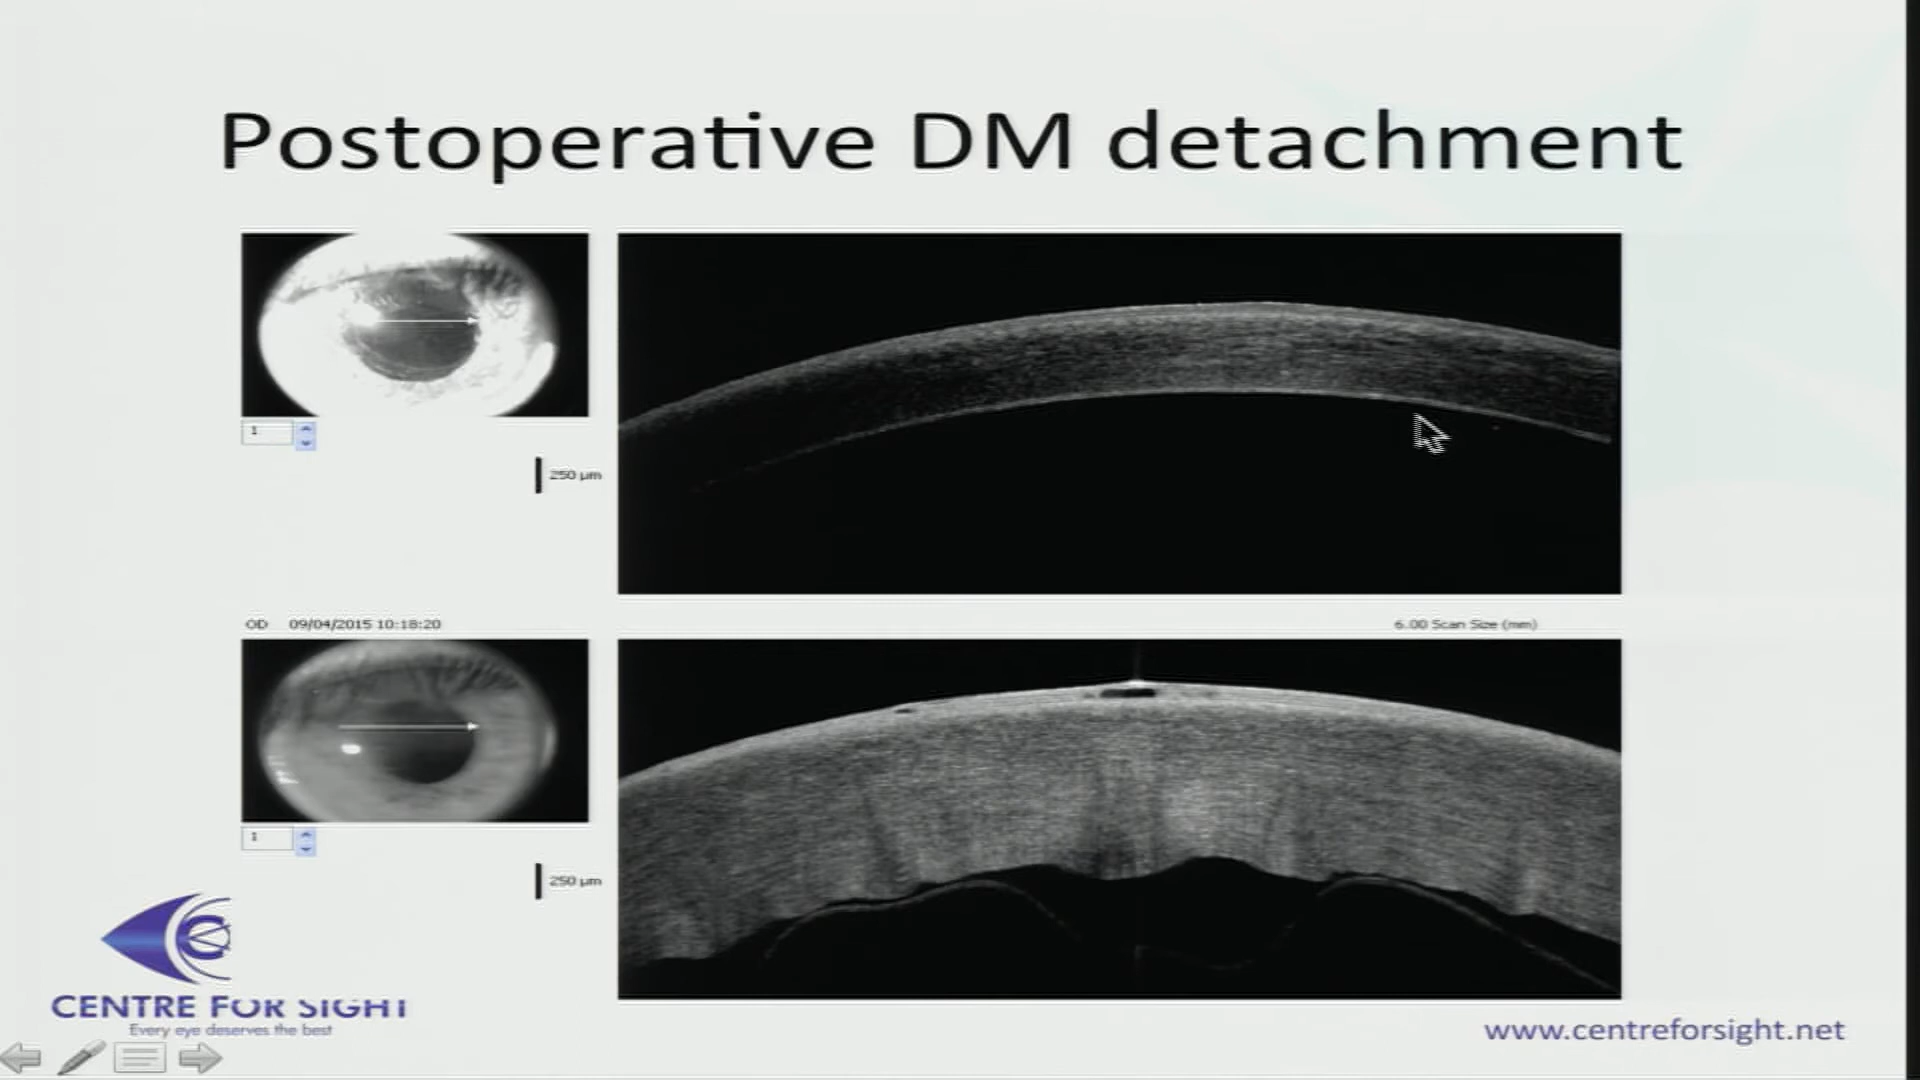 Postoperative DM detachment
1
250 µm
OD 09/04/2015 10:18:20
6.00 Scan Size (mm)
1
250 µm
CENTRE FOR SIGHT
Every eye deserves the best
www.centreforsight.net